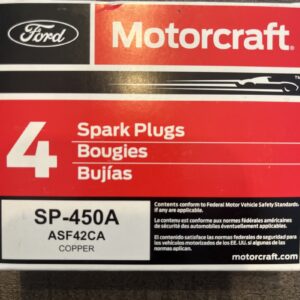 Ford
Motorcraft®
™
4
Spark Plugs
Bougies
Bujías
SP-450A
ASF42CA
COPPER
Contents conform to Federal Motor Vehicle Safety Standards,
if any are applicable.
Le contenu est conforme aux normes fédérales américaines
de sécurité des automobiles éventuellement applicables.
El contenido satisface las normas federales de seguridad para
los vehículos motorizados de los EE. UU. si algunas de las
normas aplican.
motorcraft.com